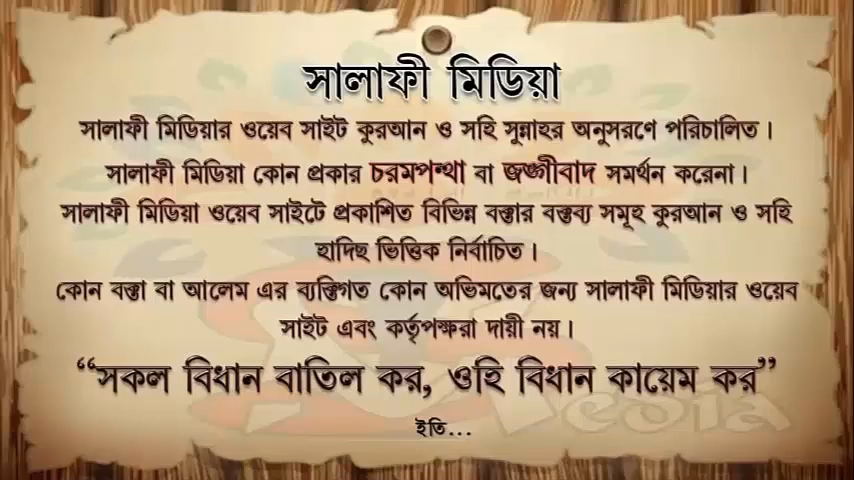 সালাফী মিডিয়া
সালাফী মিডিয়ার ওয়েব সাইট কুরআন ও সহি সুন্নাহর অনুসরণে পরিচালিত।
সালাফী মিডিয়া কোন প্রকার চরমপন্থা বা জঙ্গীবাদ সমর্থন করেনা।
সালাফী মিডিয়া ওয়েব সাইটে প্রকাশিত বিভিন্ন বক্তার বক্তব্য সমূহ কুরআন ও সহি
হাদিছ ভিত্তিক নির্বাচিত।
কোন বক্তা বা আলেম এর ব্যক্তিগত কোন অভিমতের জন্য সালাফী মিডিয়ার ওয়েব
সাইট এবং কর্তৃপক্ষরা দায়ী নয়।
“সকল বিধান বাতিল কর, ওহি বিধান কায়েম কর”
ইতি...